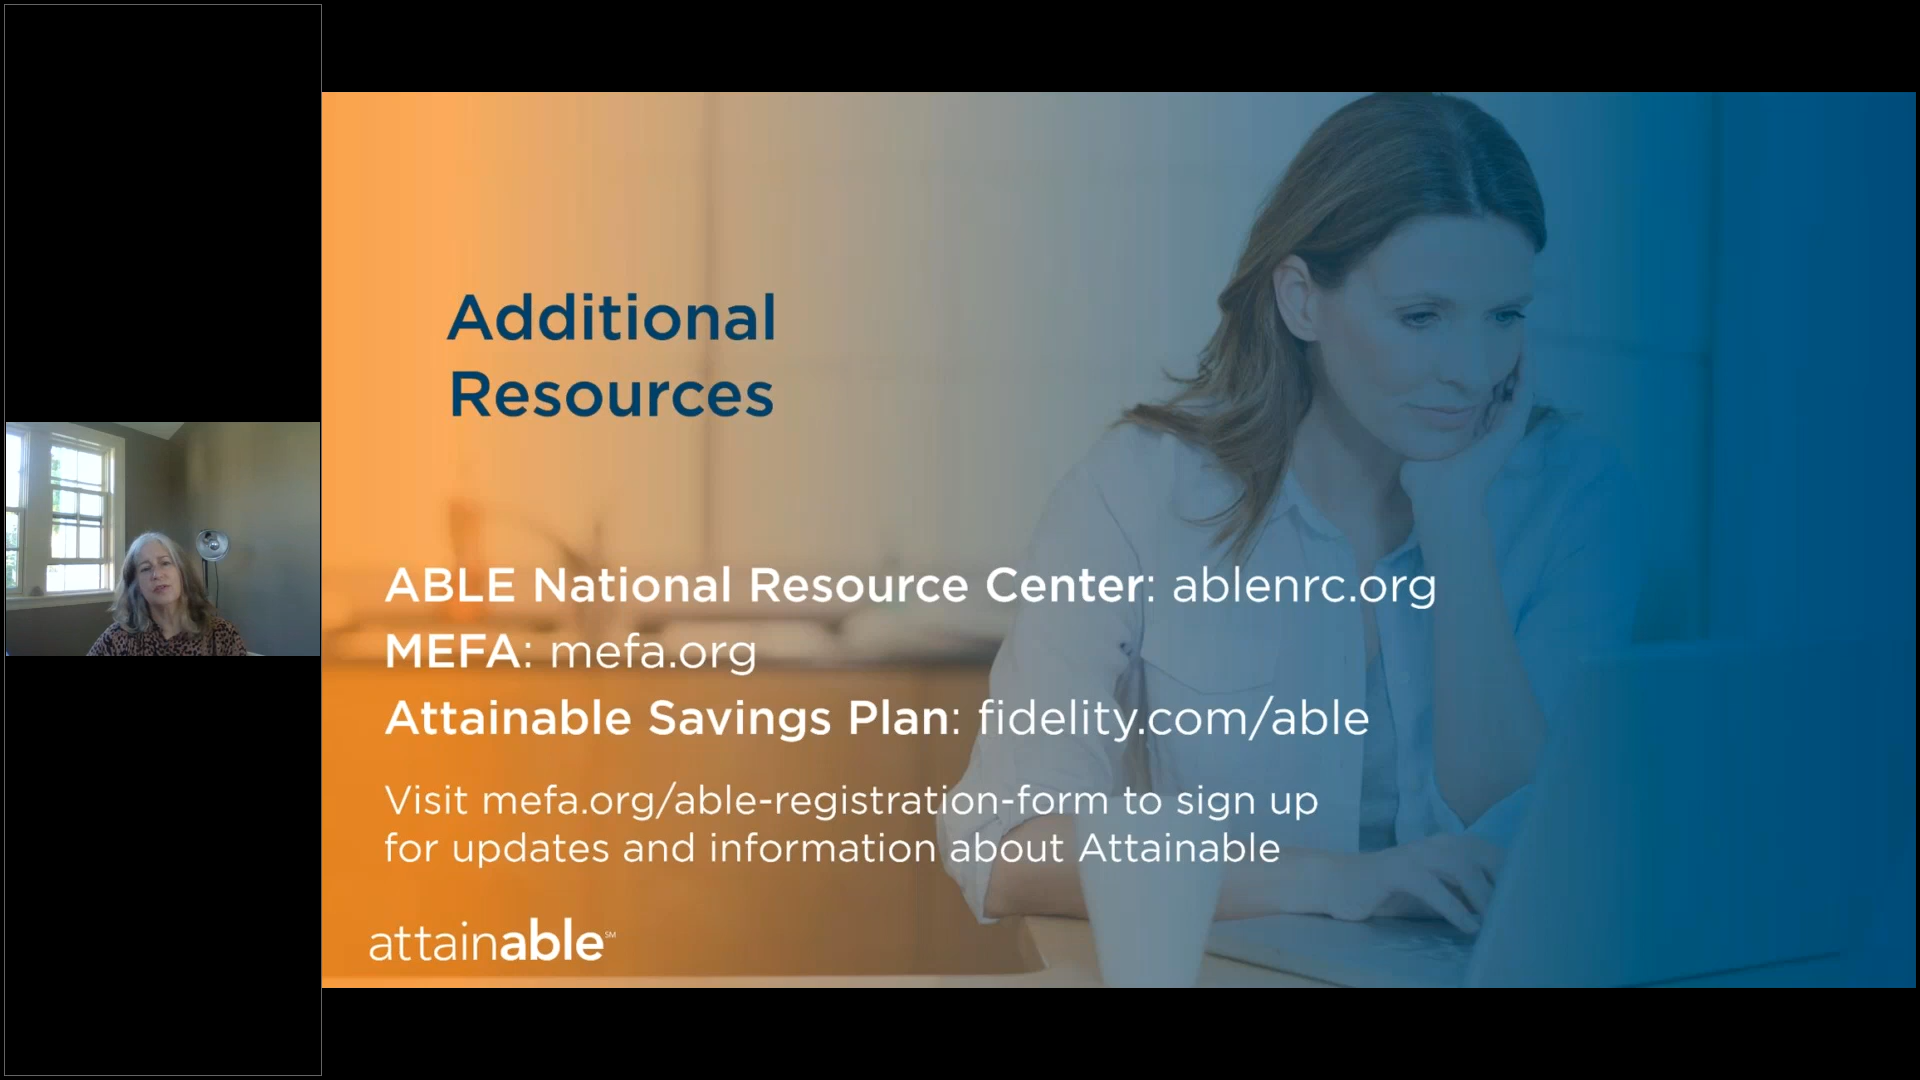 Additional
Resources
ABLE National Resource Center: ablenrc.org
MEFA: mefa.org
Attainable Savings Plan: fidelity.com/able
Visit mefa.org/able-registration-form to sign up
for updates and information about Attainable
attainable℠